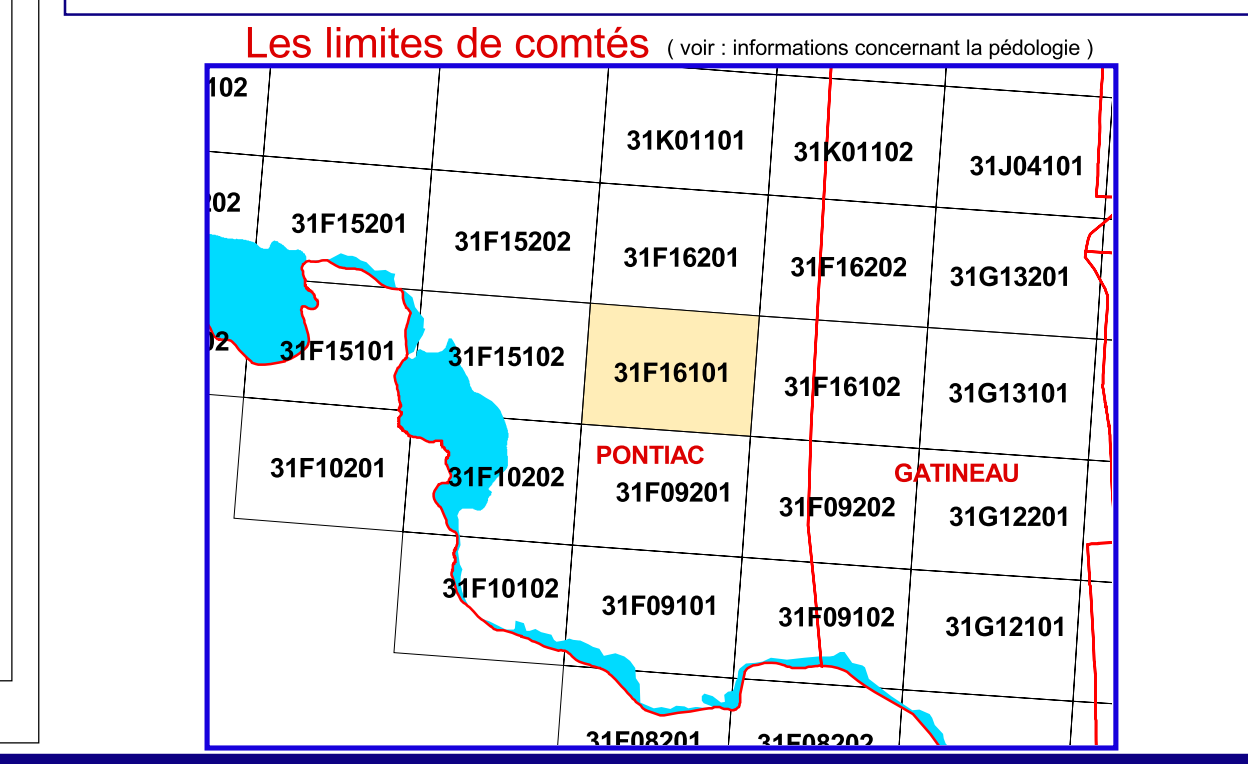 Les limites de comtés ( voir : informations concernant la pédologie )
102
31K01101
31K01102
31J04101
202
31F15201
31F15202
31F16201
31F16202
31G13201
02
31F15101
31F15102
31F16101
31F16102
31G13101
PONTIAC
GATINEAU
31F10201
31F10202
31F09201
31F09202
31G12201
31F10102
31F09101
31F09102
31G12101
31F08201
31F08202